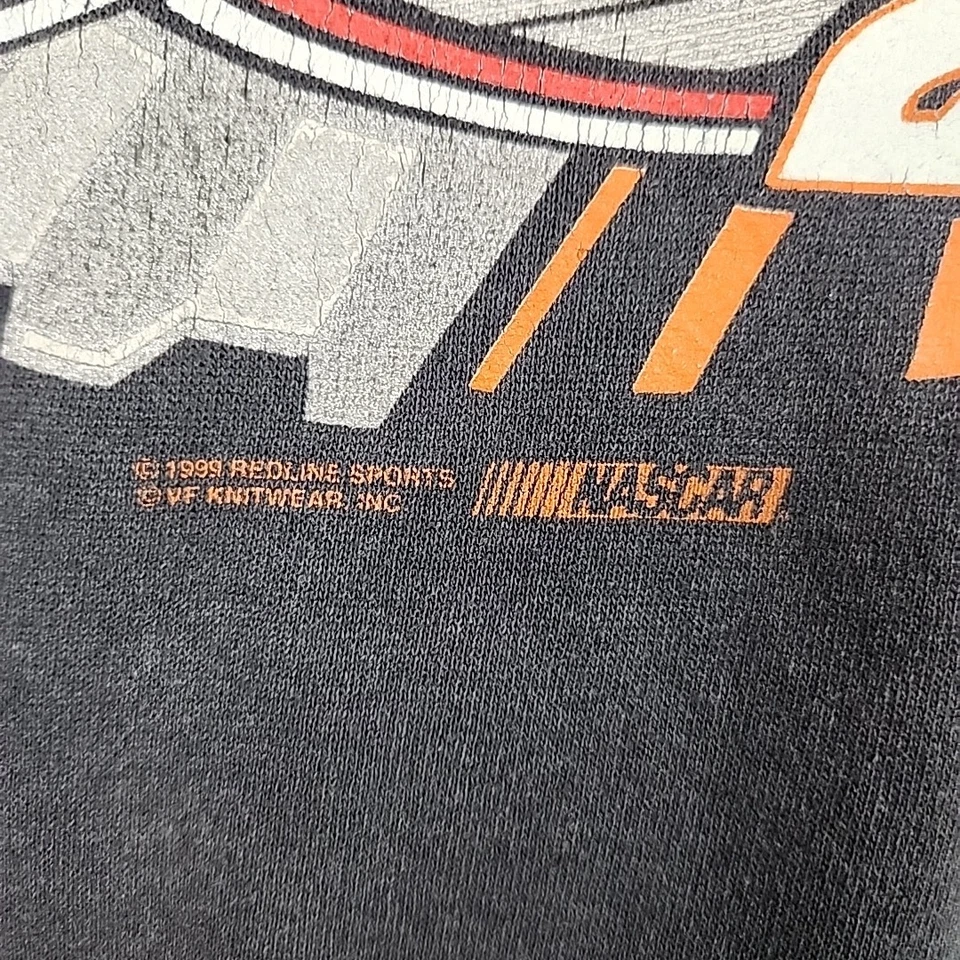 © 1999 REDLINE SPORTS
© VF KNITWEAR, INC
NASCAR